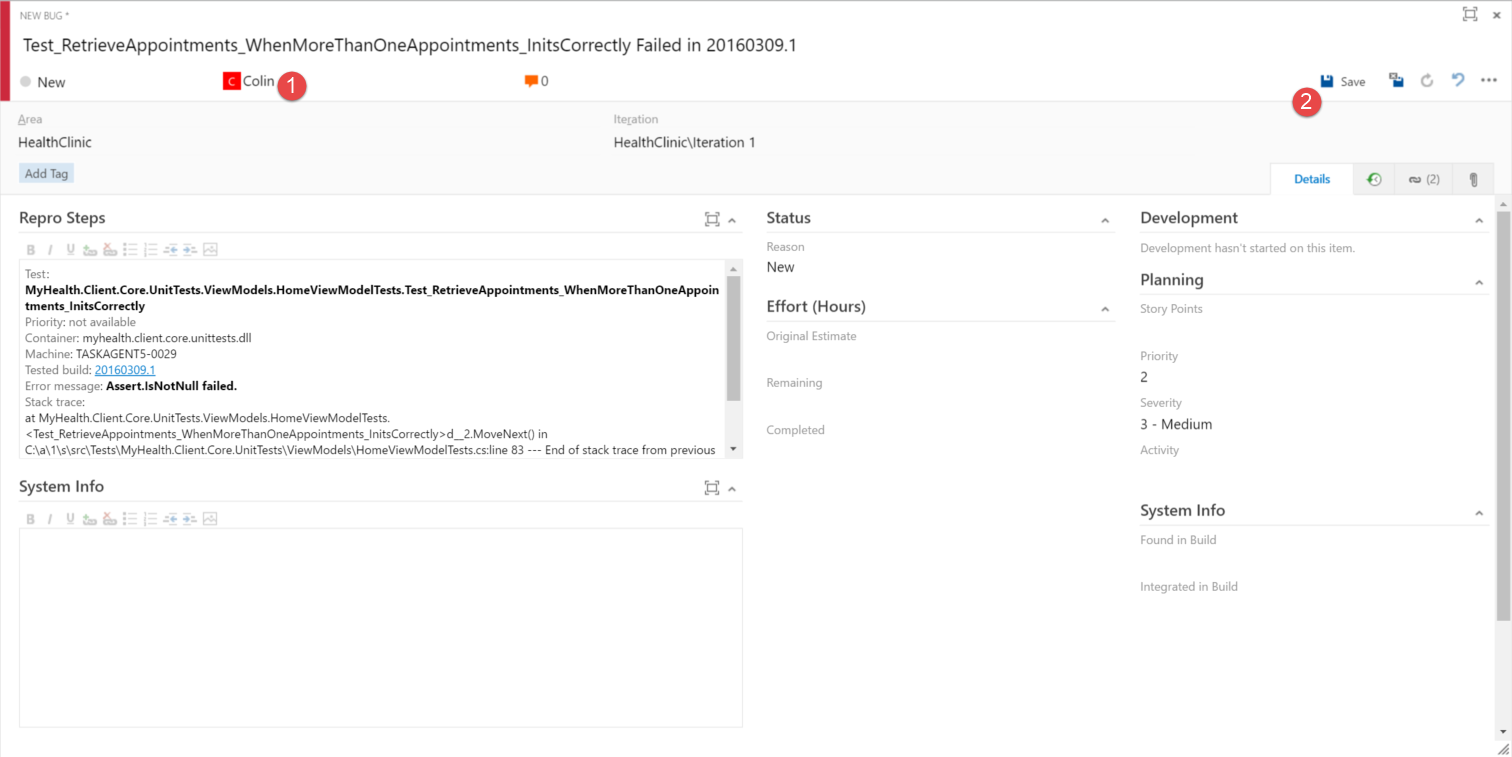 NEW BUG *
Test_RetrieveAppointments_WhenMoreThanOneAppointments_InitsCorrectly Failed in 20160309.1
New
C Colin 1
0
Save
2
Area
HealthClinic
Iteration
HealthClinic\Iteration 1
Add Tag
Details
(2)
Repro Steps
B I U
Test:
MyHealth.Client.Core.UnitTests.ViewModels.HomeViewModelTests.Test_RetrieveAppointments_WhenMoreThanOneAppoin
tments_InitsCorrectly
Priority: not available
Container: myhealth.client.core.unittests.dll
Machine: TASKAGENT5-0029
Tested build: 20160309.1
Error message: Assert.IsNotNull failed.
Stack trace:
at MyHealth.Client.Core.UnitTests.ViewModels.HomeViewModelTests.
<Test_RetrieveAppointments_WhenMoreThanOneAppointments_InitsCorrectly>d__2.MoveNext() in
C:\a\1\s\src\Tests\MyHealth.Client.Core.UnitTests\ViewModels\HomeViewModelTests.cs:line 83 --- End of stack trace from previous
System Info
B I U
Status
Reason
New
Effort (Hours)
Original Estimate
Remaining
Completed
Development
Development hasn't started on this item.
Planning
Story Points
Priority
2
Severity
3 - Medium
Activity
System Info
Found in Build
Integrated in Build